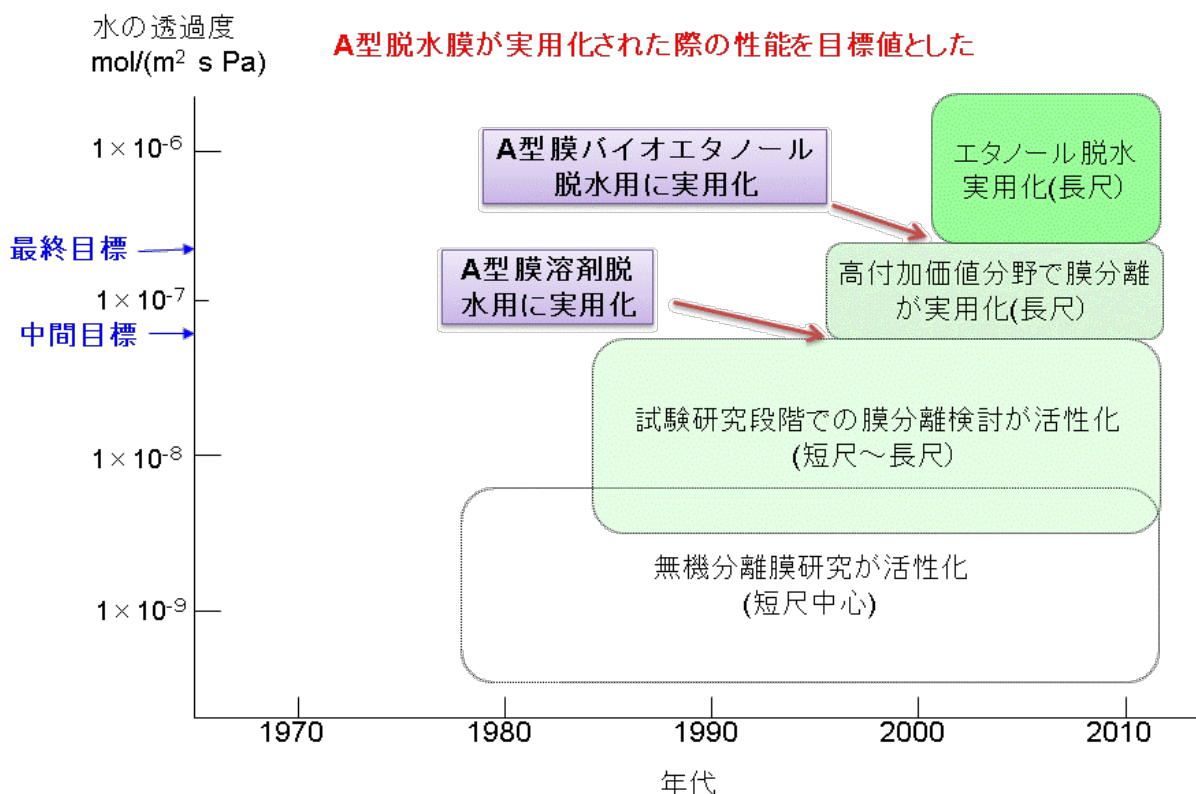 水の透過度
mol/(m² s Pa)
A型脱水膜が実用化された際の性能を目標値とした
1×10⁻⁶
A型膜バイオエタノール
脱水用に実用化
エタノール脱水
実用化(長尺)
最終目標
A型膜溶剤脱
水用に実用化
高付加価値分野で膜分離
が実用化(長尺)
1×10⁻⁷
中間目標
試験研究段階での膜分離検討が活性化
(短尺～長尺)
1×10⁻⁸
無機分離膜研究が活性化
(短尺中心)
1×10⁻⁹
1970
1980
1990
2000
2010
年代